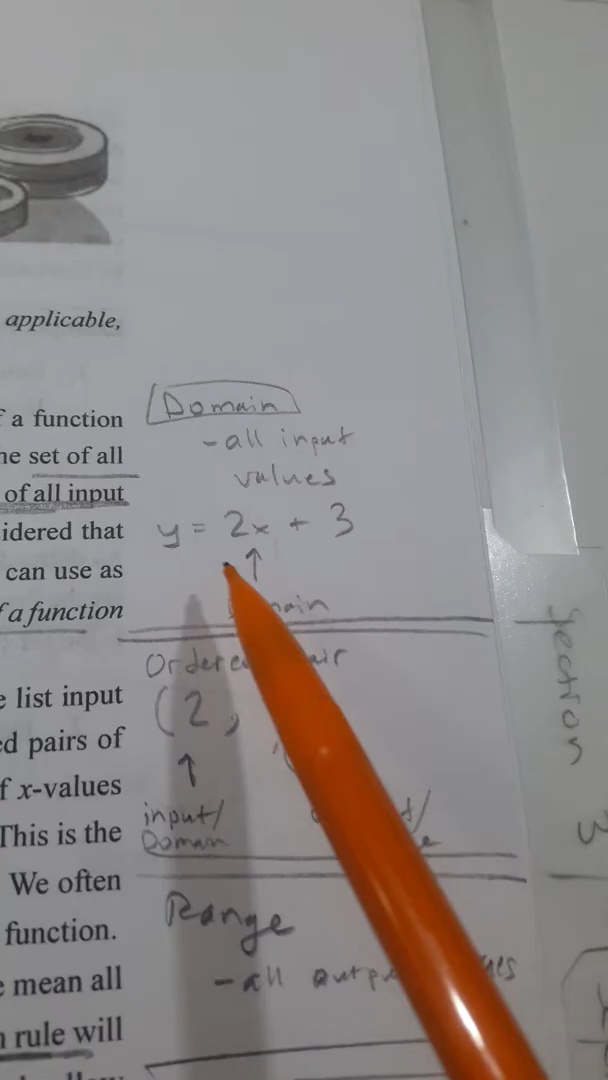 applicable,
f a function
he set of all
of all input
idered that
can use as
f a function
e list input
ed pairs of
f x-values
This is the
We often
function.
e mean all
n rule will
Domain
- all input
values
y = 2x + 3
↑
Ordered
(2,
↑
input/
Domain
Range
- all